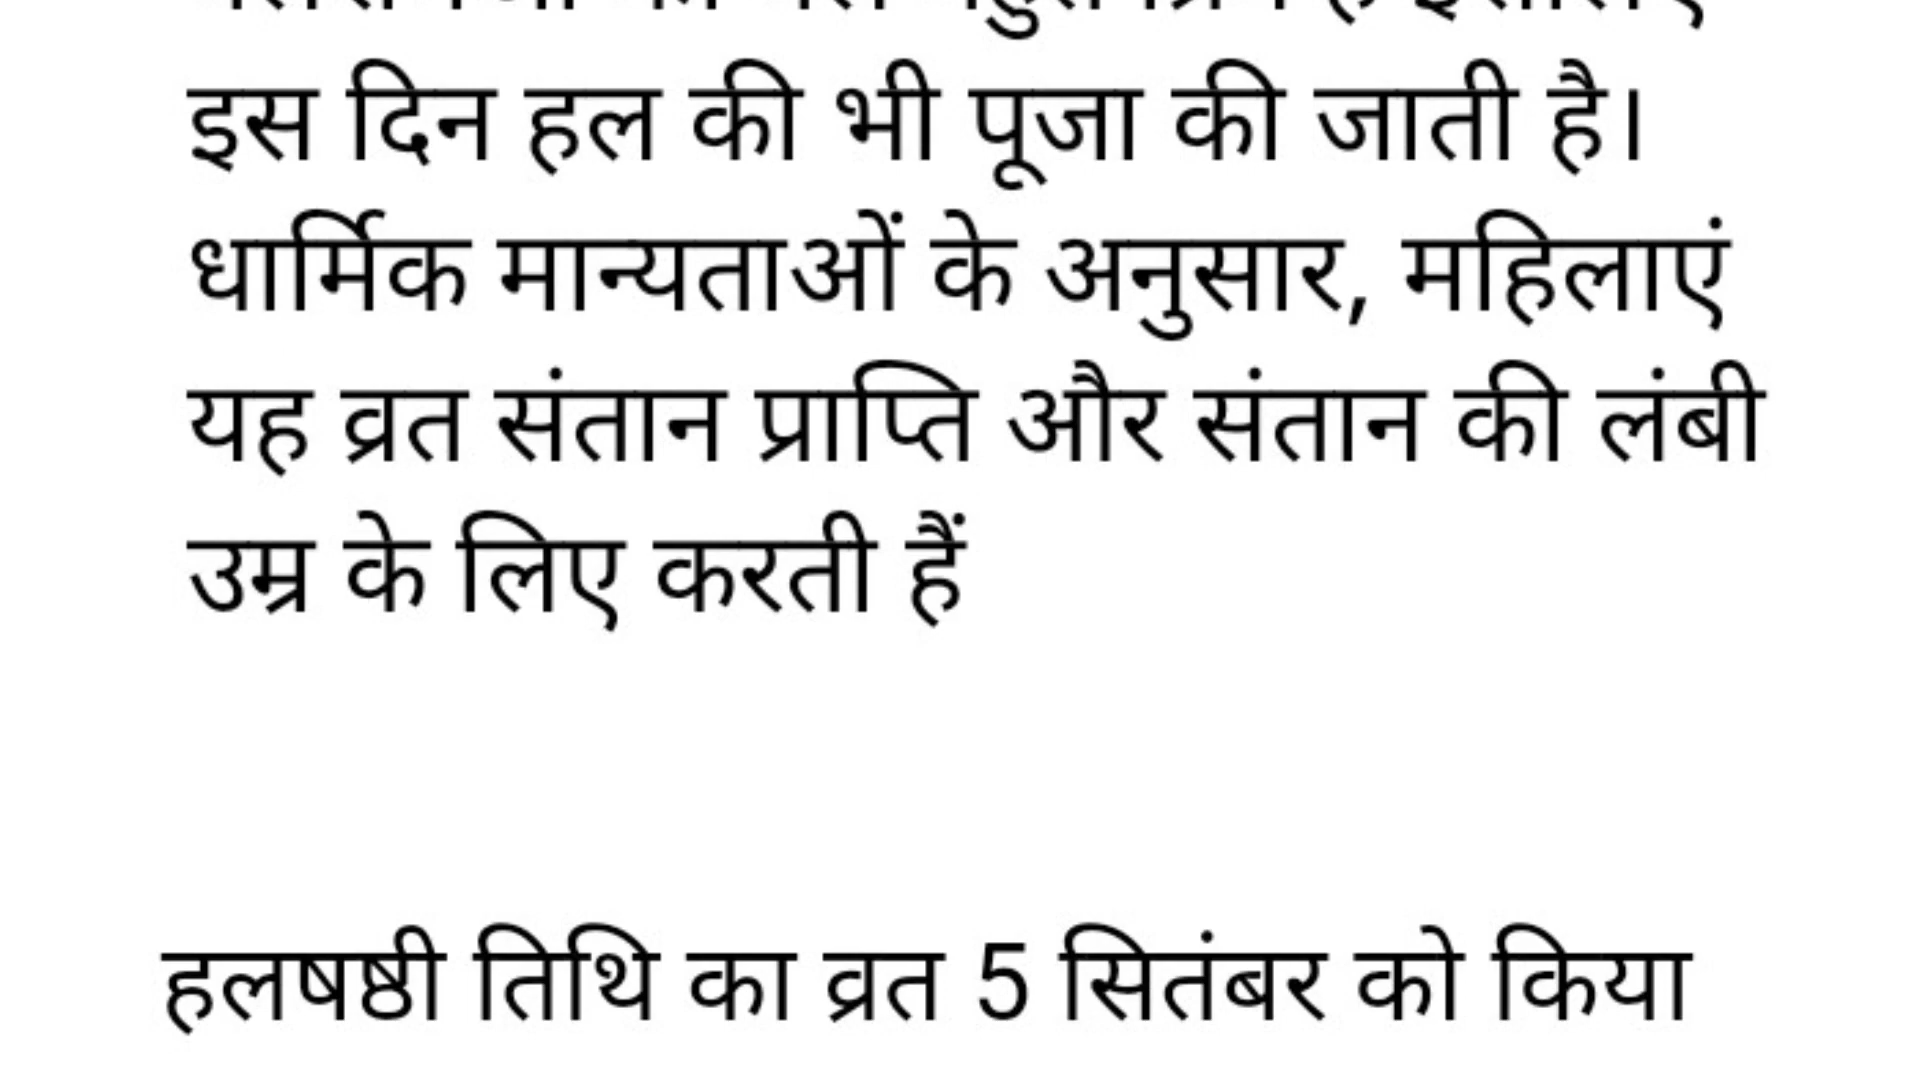 इस दिन हल की भी पूजा की जाती है।
धार्मिक मान्यताओं के अनुसार, महिलाएं
यह व्रत संतान प्राप्ति और संतान की लंबी
उम्र के लिए करती हैं
हलषष्ठी तिथि का व्रत 5 सितंबर को किया